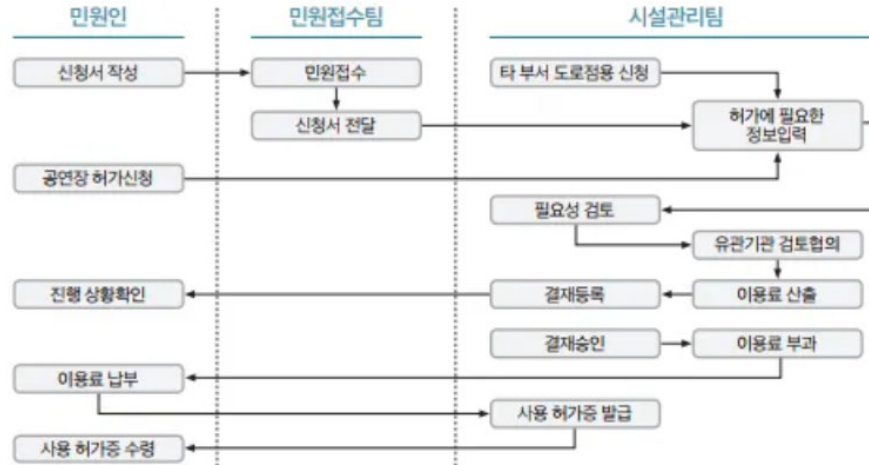 민원인
민원접수팀
시설관리팀
신청서 작성
민원접수
타 부서 도로점용 신청
신청서 전달
허가에 필요한
정보입력
공연장 허가신청
필요성 검토
유관기관 검토협의
진행 상황확인
결재등록
이용료 산출
결재승인
이용료 부과
이용료 납부
사용 허가증 발급
사용 허가증 수령